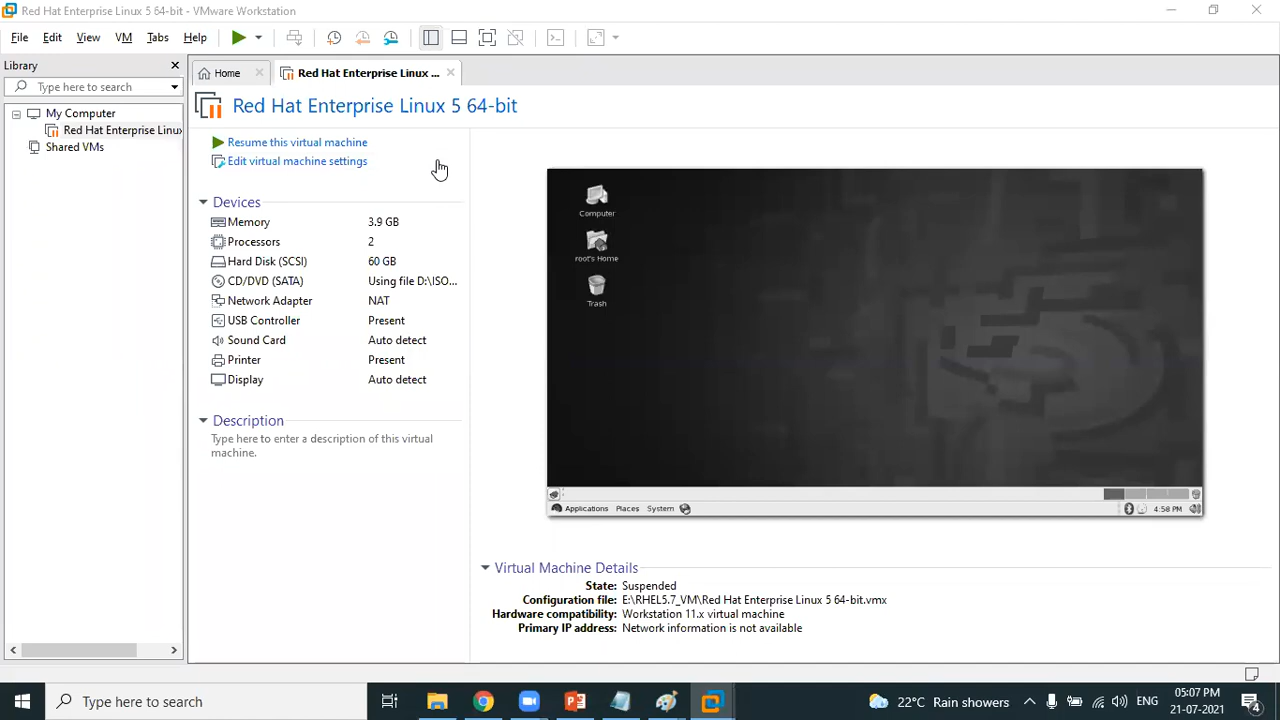 Red Hat Enterprise Linux 5 64-bit - VMware Workstation
File Edit View VM Tabs Help
Library
Type here to search
My Computer
Red Hat Enterprise Linu
Shared VMs
Home
Red Hat Enterprise Linux ...
Red Hat Enterprise Linux 5 64-bit
Resume this virtual machine
Edit virtual machine settings
Devices
Memory 3.9 GB
Processors 2
Hard Disk (SCSI) 60 GB
CD/DVD (SATA) Using file D:\ISO...
Network Adapter NAT
USB Controller Present
Sound Card Auto detect
Printer Present
Display Auto detect
Description
Type here to enter a description of this virtual
machine.
Computer
root's Home
Trash
Applications Places System
4:58 PM
Virtual Machine Details
State: Suspended
Configuration file: E:\RHEL5.7_VM\Red Hat Enterprise Linux 5 64-bit.vmx
Hardware compatibility: Workstation 11.x virtual machine
Primary IP address: Network information is not available
Type here to search
22°C Rain showers
ENG
05:07 PM
21-07-2021
4